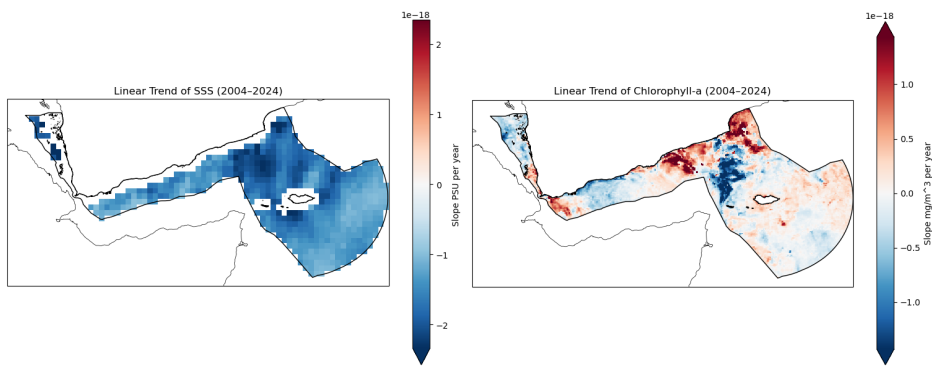 1e−18
Linear Trend of SSS (2004–2024)
2
1
0
−1
−2
Slope PSU per year
1e−18
Linear Trend of Chlorophyll-a (2004–2024)
1.0
0.5
0.0
−0.5
−1.0
Slope mg/m^3 per year